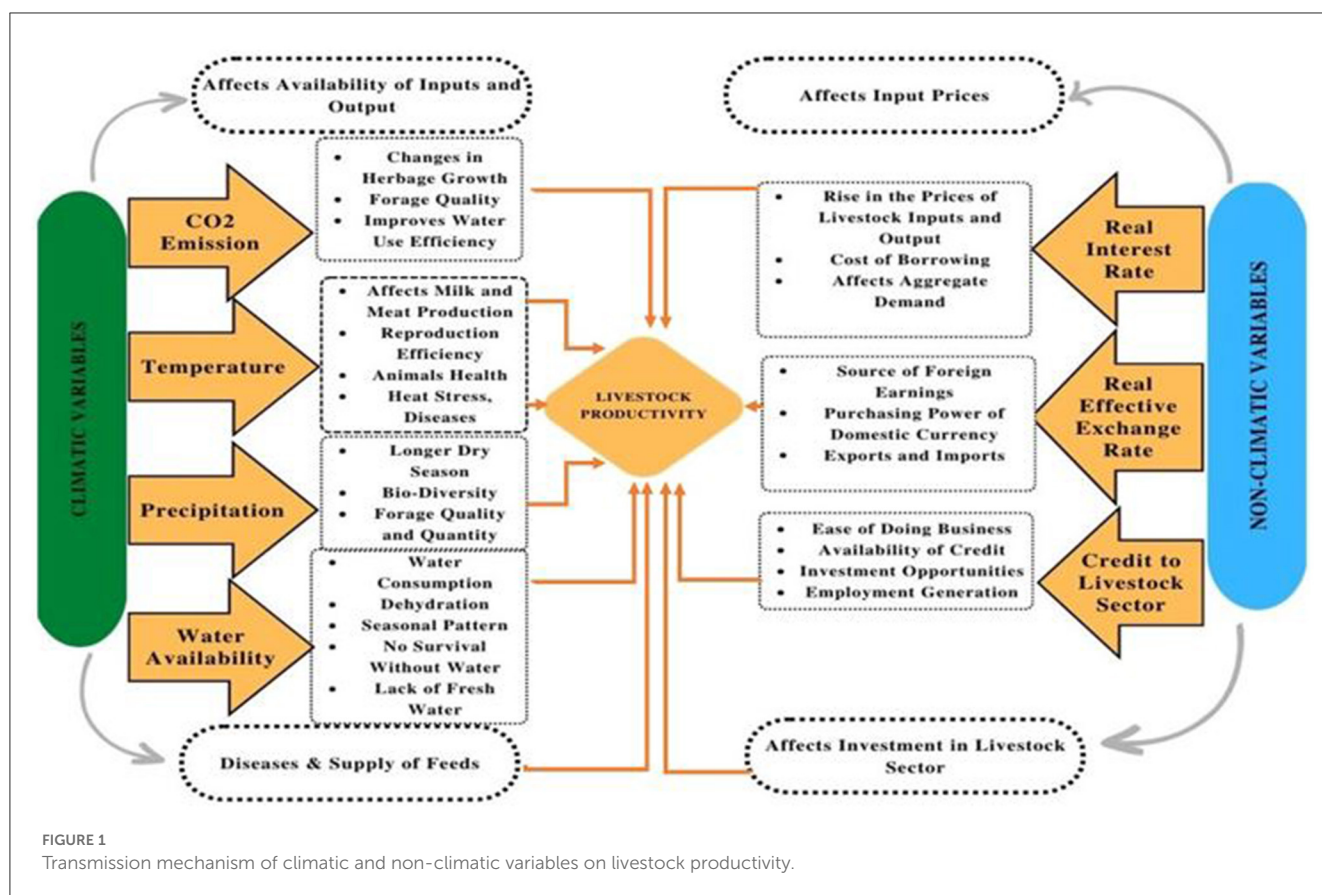 Affects Availability of Inputs and
Output
Affects Input Prices
CLIMATIC VARIABLES
CO2
Emission
• Changes in
Herbage Growth
• Forage Quality
• Improves Water
Use Efficiency
Temperature
• Affects Milk and
Meat Production
• Reproduction
Efficiency
• Animals Health
• Heat Stress,
Diseases
Precipitation
• Longer Dry
Season
• Bio-Diversity
• Forage Quality
and Quantity
Water
Availability
• Water
Consumption
• Dehydration
• Seasonal Pattern
• No Survival
Without Water
• Lack of Fresh
Water
Diseases & Supply of Feeds
LIVESTOCK
PRODUCTIVITY
• Rise in the Prices of
Livestock Inputs and
Output
• Cost of Borrowing
• Affects Aggregate
Demand
Real
Interest
Rate
• Source of Foreign
Earnings
• Purchasing Power of
Domestic Currency
• Exports and Imports
Real
Effective
Exchange
Rate
• Ease of Doing Business
• Availability of Credit
• Investment Opportunities
• Employment Generation
Credit to
Livestock
Sector
NON-CLIMATIC VARIABLES
Affects Investment in Livestock
Sector
FIGURE 1
Transmission mechanism of climatic and non-climatic variables on livestock productivity.